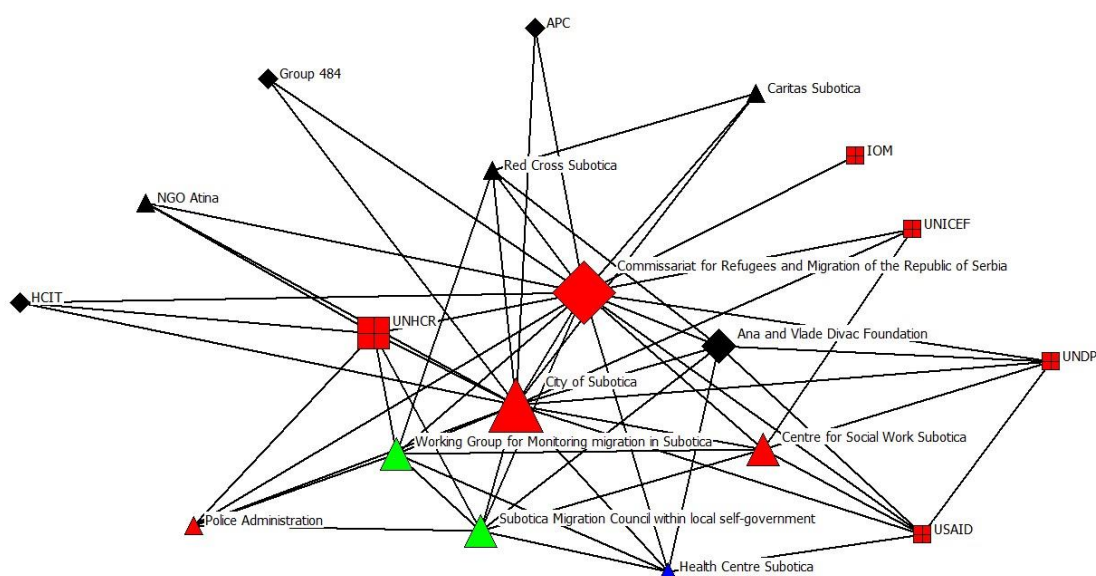 APC
Group 484
Caritas Subotica
IOM
Red Cross Subotica
NGO Atina
UNICEF
Commissariat for Refugees and Migration of the Republic of Serbia
HCIT
UNHCR
Ana and Vlade Divac Foundation
UNDP
City of Subotica
Working Group for Monitoring migration in Subotica
Centre for Social Work Subotica
Police Administration
Subotica Migration Council within local self-government
USAID
Health Centre Subotica